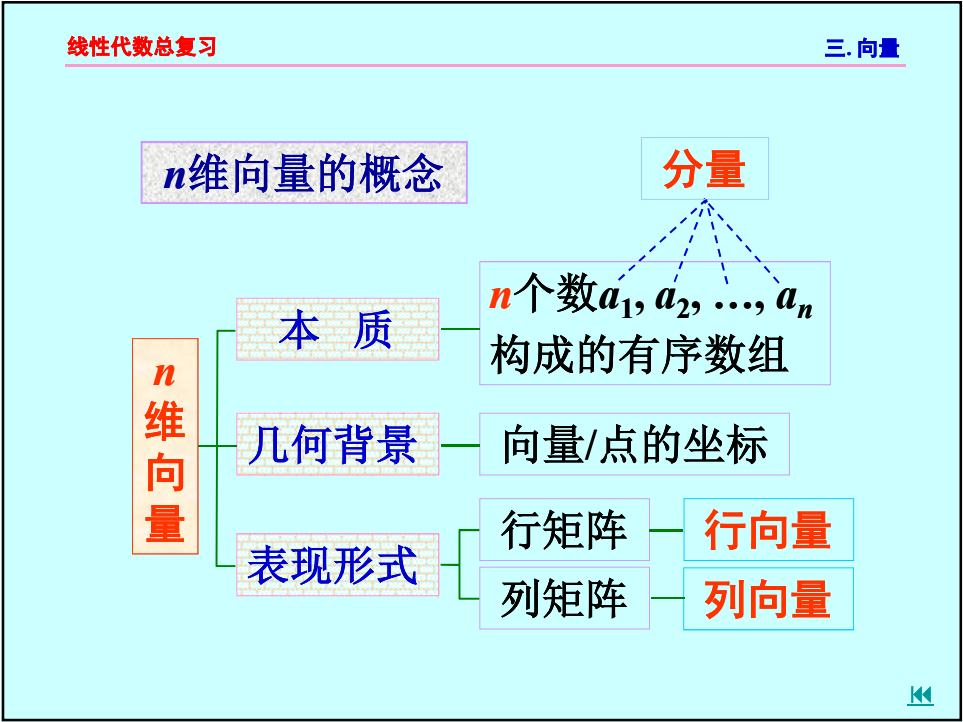 线性代数总复习
三. 向量
n维向量的概念
分量
n个数a1, a2, …, an
构成的有序数组
本 质
n
维
向
量
几何背景
向量/点的坐标
表现形式
行矩阵
行向量
列矩阵
列向量